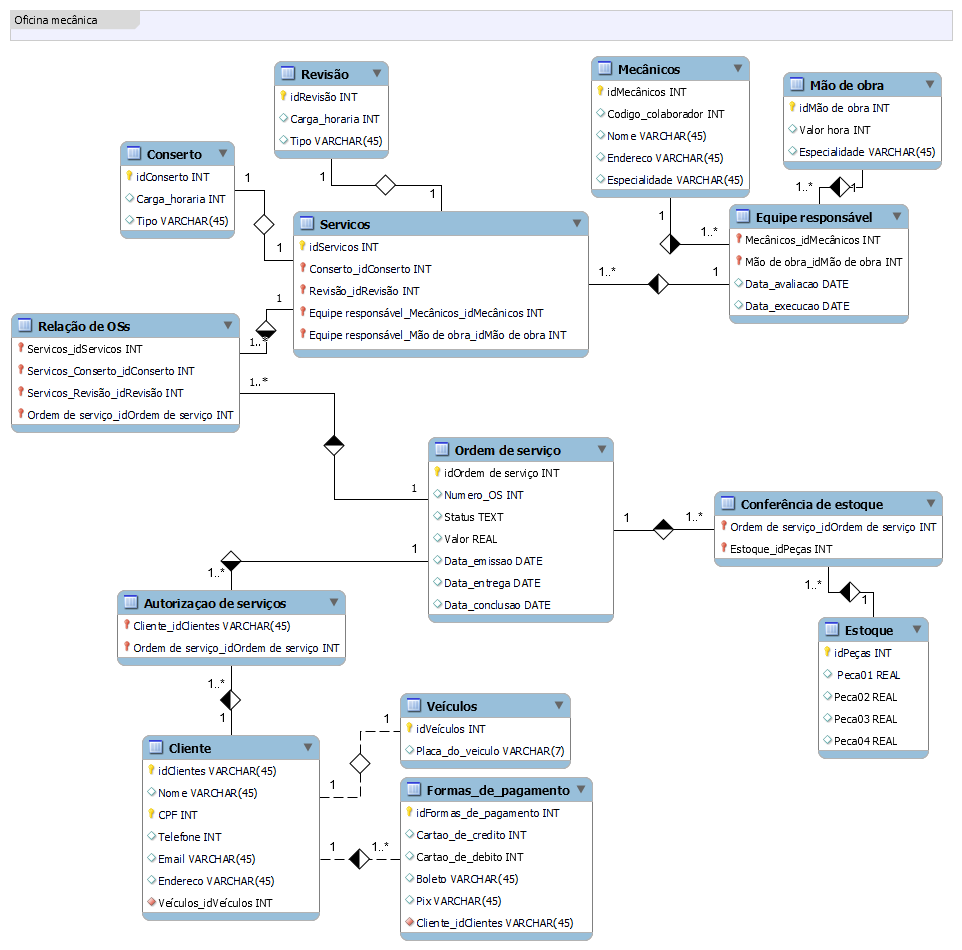 Oficina mecânica
Revisão
idRevisão INT
Carga_horaria INT
Tipo VARCHAR(45)
Mecânicos
idMecânicos INT
Codigo_colaborador INT
Nome VARCHAR(45)
Endereco VARCHAR(45)
Especialidade VARCHAR(45)
Mão de obra
idMão de obra INT
Valor hora INT
Especialidade VARCHAR(45)
Conserto
idConserto INT
Carga_horaria INT
Tipo VARCHAR(45)
1
1
1
1
1..*
1
1
1..*
Servicos
idServicos INT
Conserto_idConserto INT
Revisão_idRevisão INT
Equipe responsável_Mecânicos_idMecânicos INT
Equipe responsável_Mão de obra_idMão de obra INT
1..*
1
Equipe responsável
Mecânicos_idMecânicos INT
Mão de obra_idMão de obra INT
Data_avaliacao DATE
Data_execucao DATE
1
1..*
Relação de OSs
Servicos_idServicos INT
Servicos_Conserto_idConserto INT
Servicos_Revisão_idRevisão INT
Ordem de serviço_idOrdem de serviço INT
1..*
1
Ordem de serviço
idOrdem de serviço INT
Numero_OS INT
Status TEXT
Valor REAL
Data_emissao DATE
Data_entrega DATE
Data_conclusao DATE
1
1..*
Conferência de estoque
Ordem de serviço_idOrdem de serviço INT
Estoque_idPeças INT
1..*
1
Estoque
idPeças INT
Peca01 REAL
Peca02 REAL
Peca03 REAL
Peca04 REAL
1
1..*
Autorizaçao de serviços
Cliente_idClientes VARCHAR(45)
Ordem de serviço_idOrdem de serviço INT
1..*
1
Cliente
idClientes VARCHAR(45)
Nome VARCHAR(45)
CPF INT
Telefone INT
Email VARCHAR(45)
Endereco VARCHAR(45)
Veículos_idVeículos INT
1
1
Veículos
idVeículos INT
Placa_do_veiculo VARCHAR(7)
1
1..*
Formas_de_pagamento
idFormas_de_pagamento INT
Cartao_de_credito INT
Cartao_de_debito INT
Boleto VARCHAR(45)
Pix VARCHAR(45)
Cliente_idClientes VARCHAR(45)